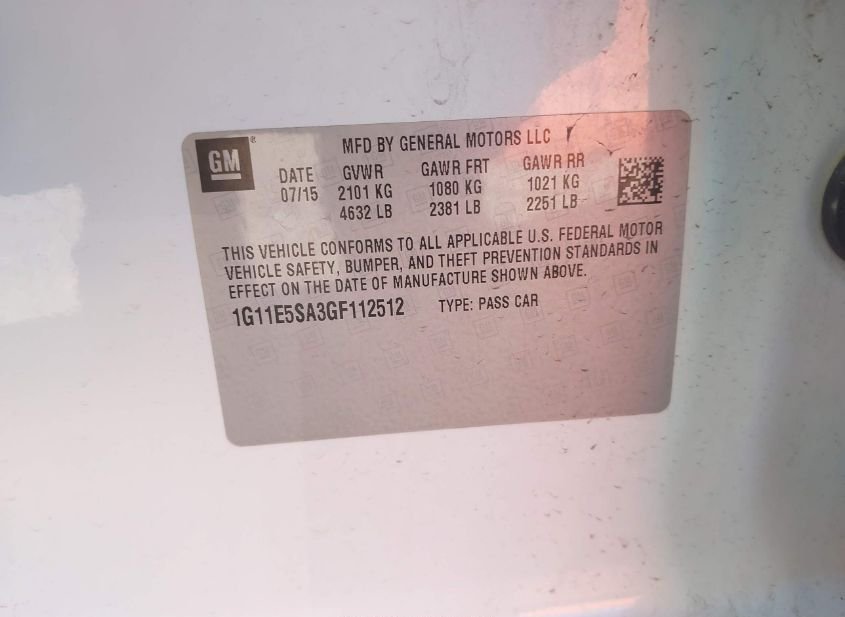 GM®
MFD BY GENERAL MOTORS LLC
DATE GVWR GAWR FRT GAWR RR
07/15 2101 KG 1080 KG 1021 KG
4632 LB 2381 LB 2251 LB
THIS VEHICLE CONFORMS TO ALL APPLICABLE U.S. FEDERAL MOTOR
VEHICLE SAFETY, BUMPER, AND THEFT PREVENTION STANDARDS IN
EFFECT ON THE DATE OF MANUFACTURE SHOWN ABOVE.
1G11E5SA3GF112512 TYPE: PASS CAR